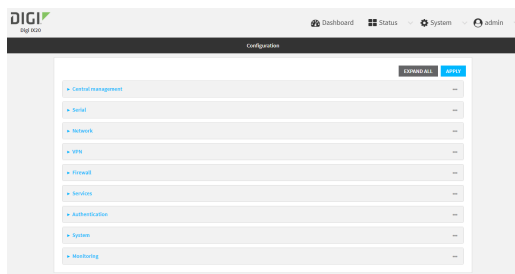 DIGI
Digi IX20
Dashboard
Status
System
admin
Configuration
EXPAND ALL
APPLY
Central management
Serial
Network
VPN
Firewall
Services
Authentication
System
Monitoring